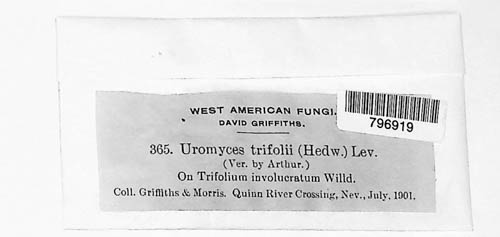 WEST AMERICAN FUNGI.
DAVID GRIFFITHS.
796919
365. Uromyces trifolii (Hedw.) Lev.
(Ver. by Arthur.)
On Trifolium involucratum Willd.
Coll. Griffiths & Morris. Quinn River Crossing, Nev., July, 1901.